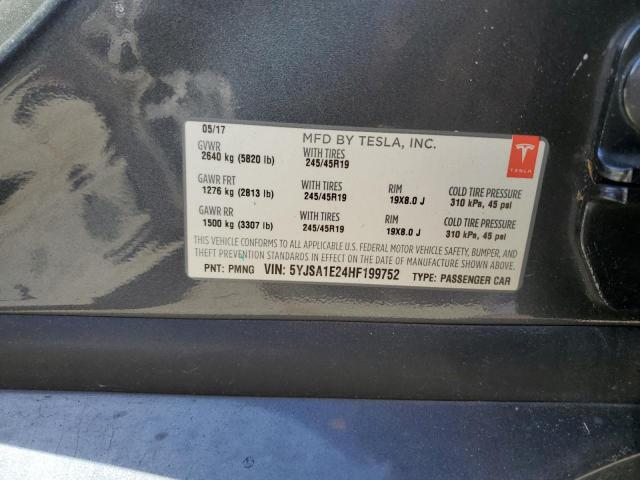 05/17 MFD BY TESLA, INC.
GVWR WITH TIRES
2640 kg (5820 lb) 245/45R19
GAWR FRT WITH TIRES RIM COLD TIRE PRESSURE
1276 kg (2813 lb) 245/45R19 19X8.0 J 310 kPa, 45 psi
GAWR RR WITH TIRES RIM COLD TIRE PRESSURE
1500 kg (3307 lb) 245/45R19 19X8.0 J 310 kPa, 45 psi
THIS VEHICLE CONFORMS TO ALL APPLICABLE U.S. FEDERAL MOTOR VEHICLE SAFETY, BUMPER, AND
THEFT PREVENTION STANDARDS IN EFFECT ON THE DATE OF MANUFACTURE SHOWN ABOVE.
PNT: PMNG VIN: 5YJSA1E24HF199752 TYPE: PASSENGER CAR
TESLA